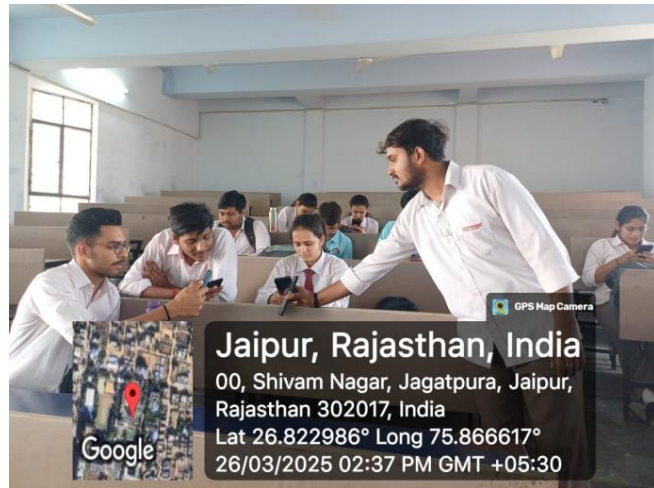 GPS Map Camera
Jaipur, Rajasthan, India
00, Shivam Nagar, Jagatpura, Jaipur,
Rajasthan 302017, India
Lat 26.822986° Long 75.866617°
26/03/2025 02:37 PM GMT +05:30
Google